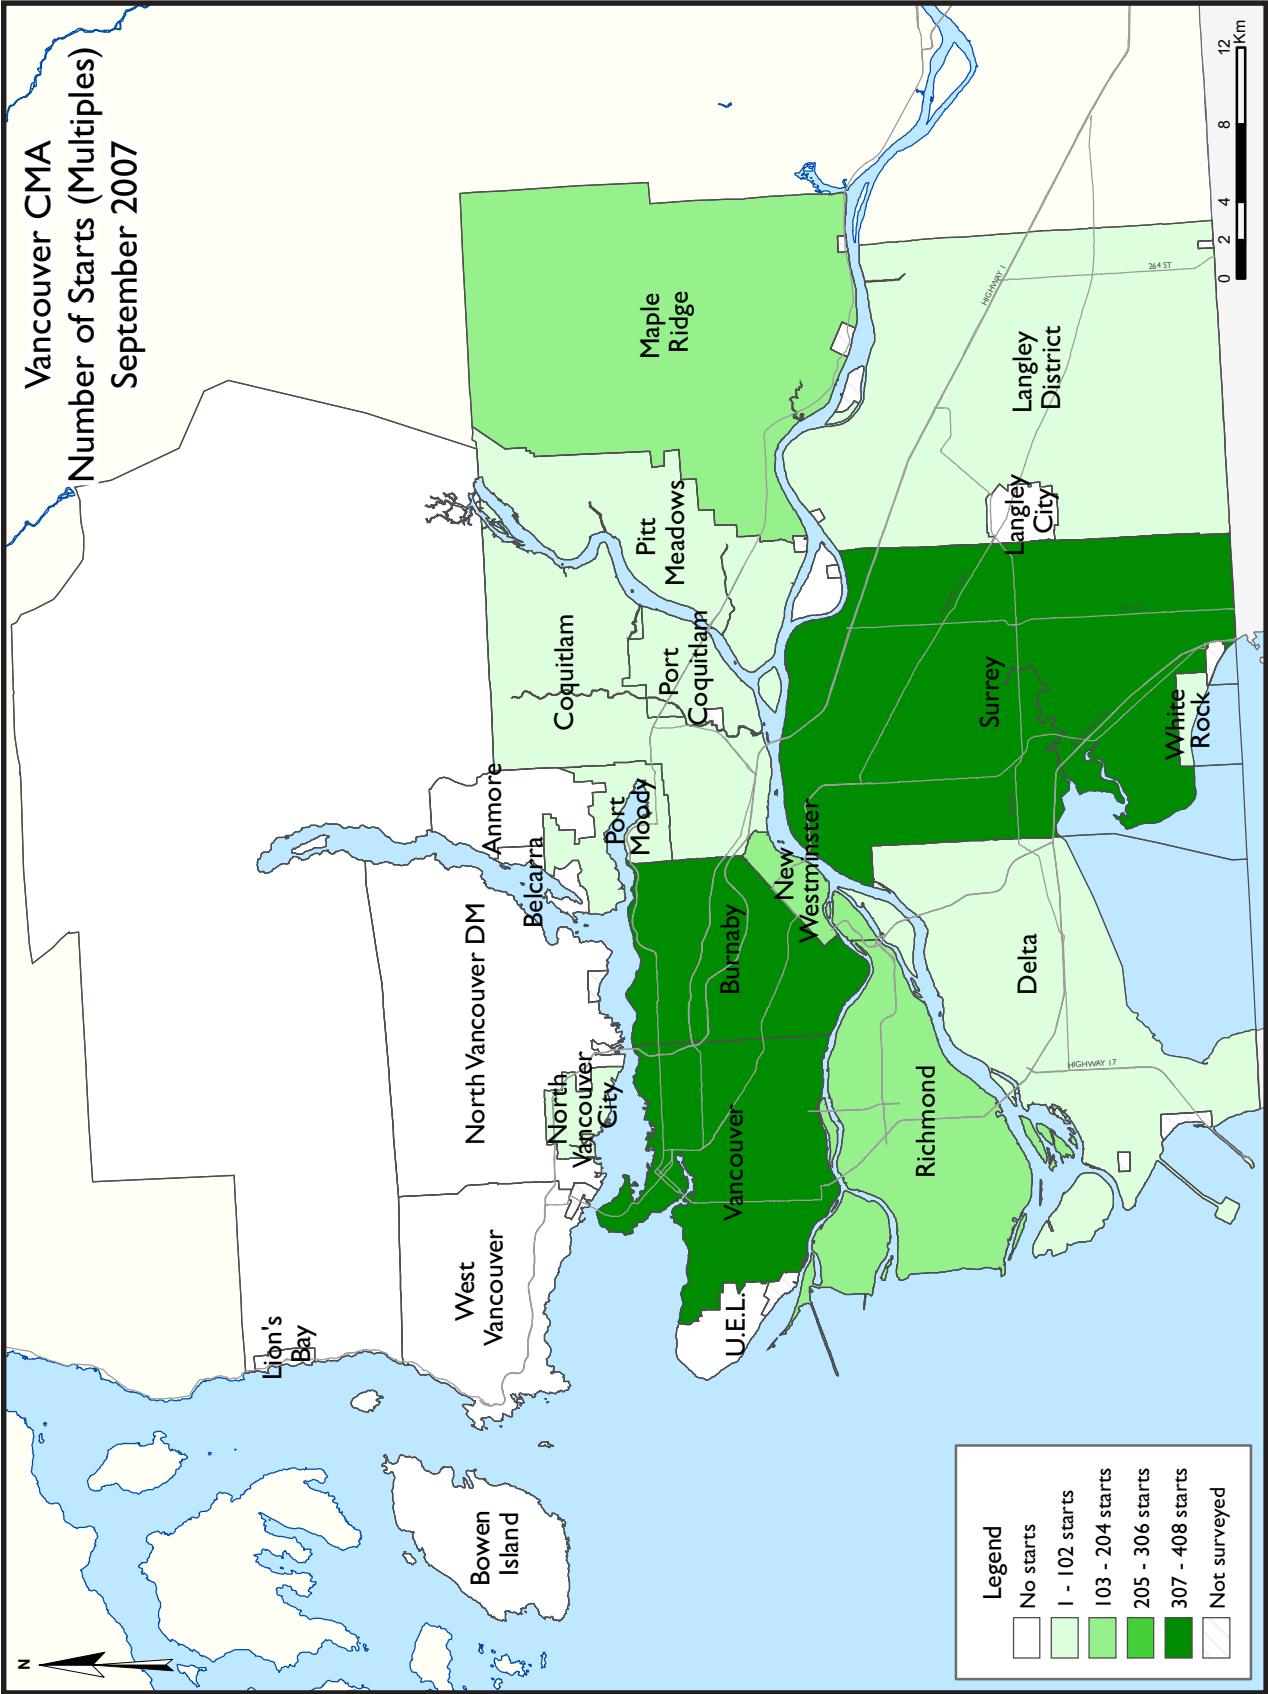 Vancouver CMA
Number of Starts (Multiples)
September 2007
N
Lion's
Bay
Bowen
Island
West
Vancouver
North Vancouver DM
North
Vancouver
City
Belcarra
Anmore
Port
Moody
Coquitlam
Port
Coquitlam
Pitt
Meadows
Maple
Ridge
U.E.L.
Vancouver
Burnaby
New
Westminster
Richmond
Delta
Surrey
White
Rock
Langley
City
Langley
District
HIGHWAY 1
264 ST
HIGHWAY 17
Legend
No starts
1 - 102 starts
103 - 204 starts
205 - 306 starts
307 - 408 starts
Not surveyed
0 2 4 8 12
Km